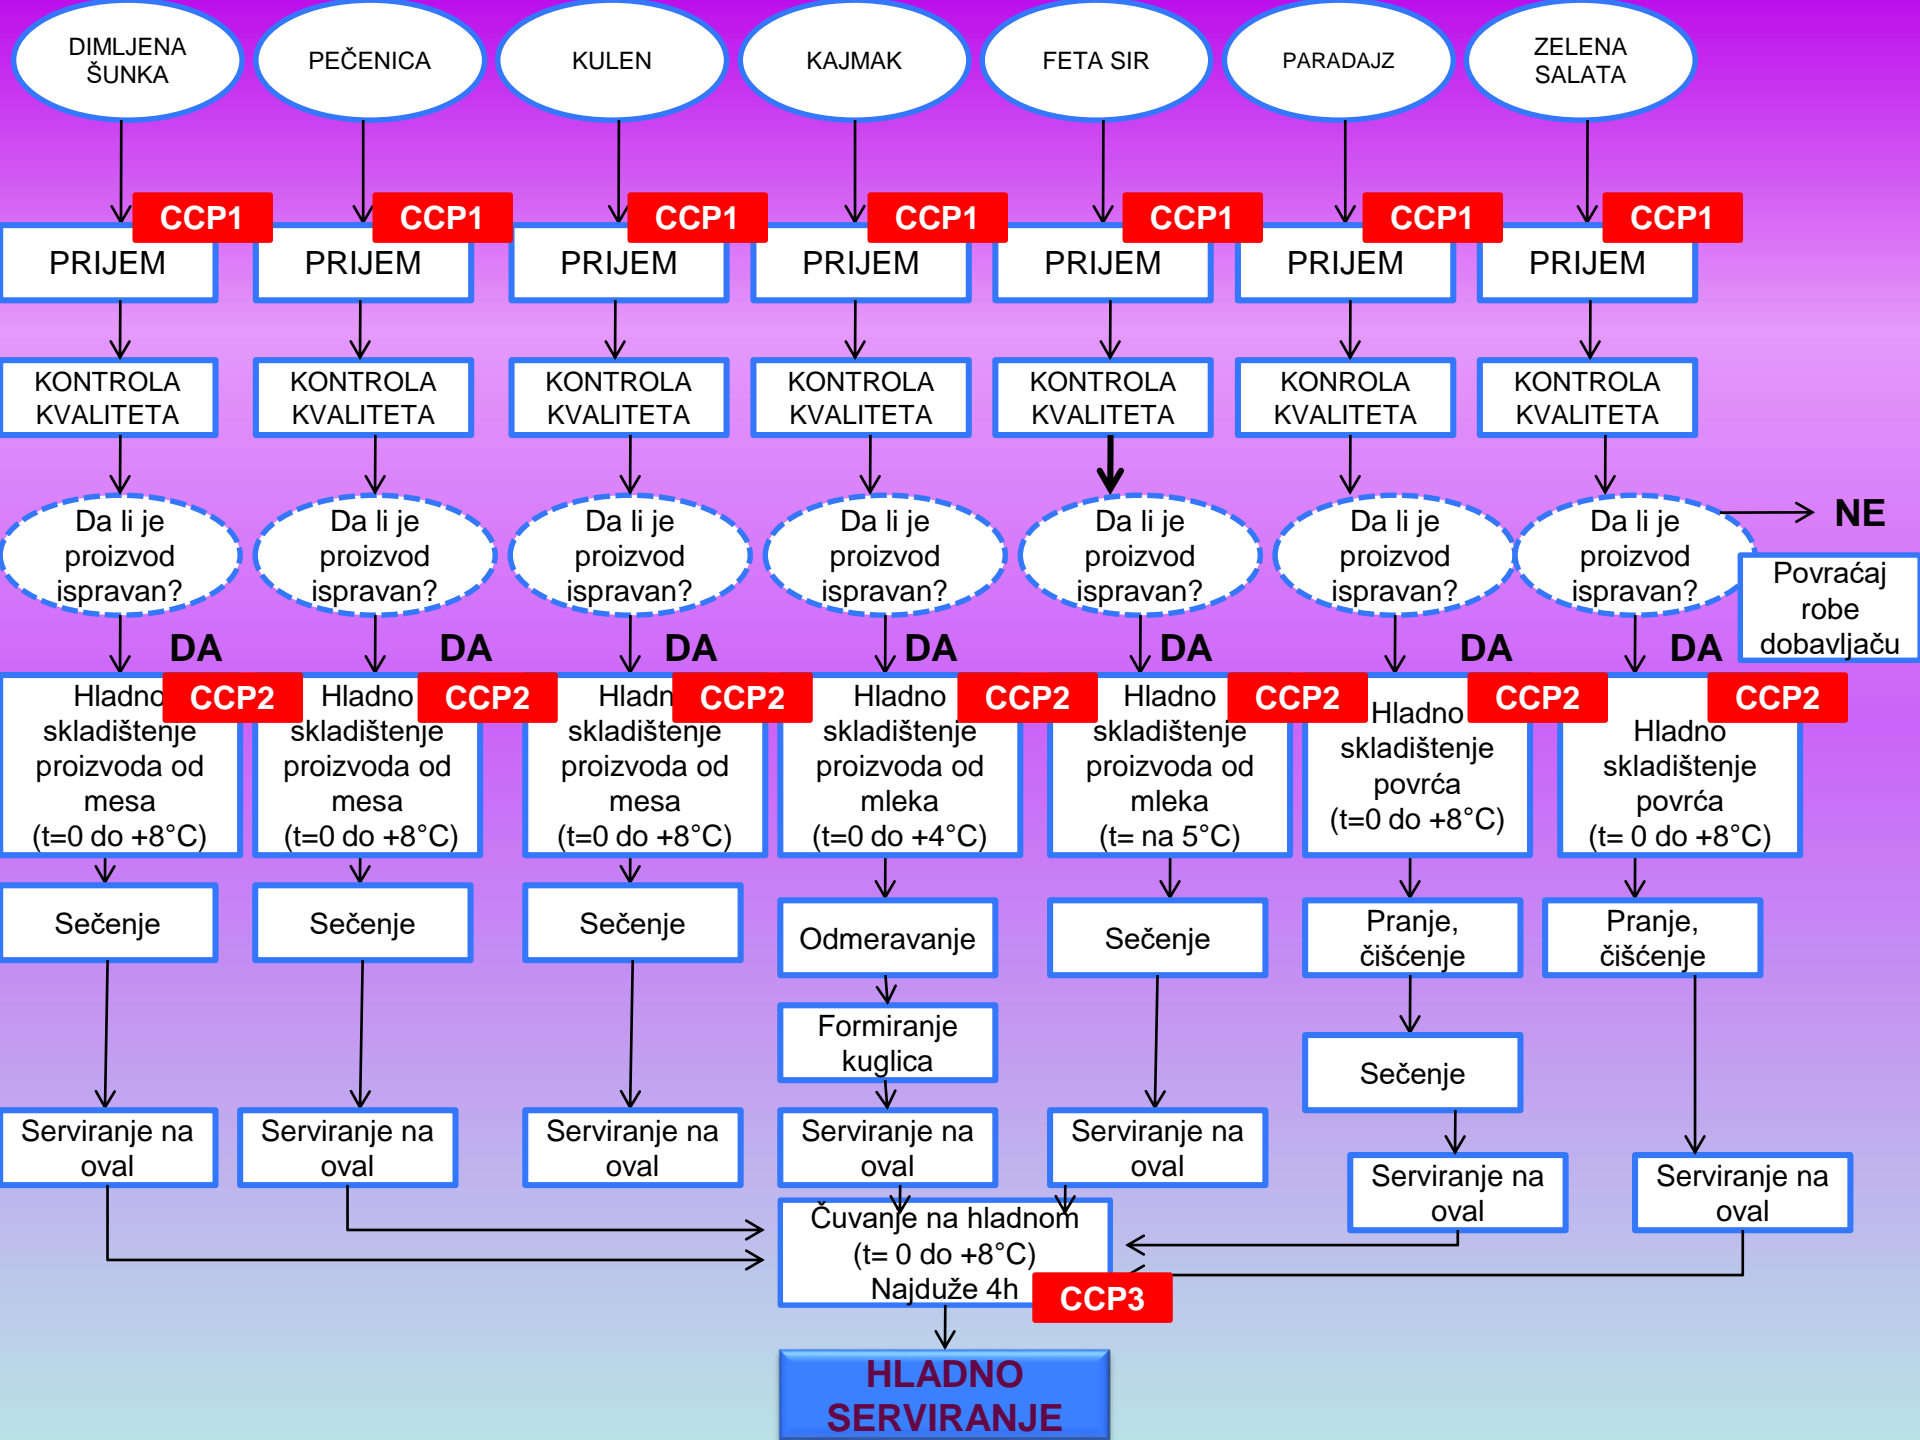 DIMLJENA
ŠUNKA
PEČENICA
KULEN
KAJMAK
FETA SIR
PARADAJZ
ZELENA
SALATA
CCP1
CCP1
CCP1
CCP1
CCP1
CCP1
CCP1
PRIJEM
PRIJEM
PRIJEM
PRIJEM
PRIJEM
PRIJEM
PRIJEM
KONTROLA
KVALITETA
KONTROLA
KVALITETA
KONTROLA
KVALITETA
KONTROLA
KVALITETA
KONTROLA
KVALITETA
KONROLA
KVALITETA
KONTROLA
KVALITETA
Da li je
proizvod
ispravan?
Da li je
proizvod
ispravan?
Da li je
proizvod
ispravan?
Da li je
proizvod
ispravan?
Da li je
proizvod
ispravan?
Da li je
proizvod
ispravan?
Da li je
proizvod
ispravan?
NE
Povraćaj
robe
dobavljaču
DA
DA
DA
DA
DA
DA
DA
CCP2
CCP2
CCP2
CCP2
CCP2
CCP2
CCP2
Hladno
skladištenje
proizvoda od
mesa
(t=0 do +8°C)
Hladno
skladištenje
proizvoda od
mesa
(t=0 do +8°C)
Hladno
skladištenje
proizvoda od
mesa
(t=0 do +8°C)
Hladno
skladištenje
proizvoda od
mleka
(t=0 do +4°C)
Hladno
skladištenje
proizvoda od
mleka
(t= na 5°C)
Hladno
skladištenje
povrća
(t=0 do +8°C)
Hladno
skladištenje
povrća
(t= 0 do +8°C)
Sečenje
Sečenje
Sečenje
Odmeravanje
Sečenje
Pranje,
čišćenje
Pranje,
čišćenje
Formiranje
kuglica
Sečenje
Serviranje na
oval
Serviranje na
oval
Serviranje na
oval
Serviranje na
oval
Serviranje na
oval
Serviranje na
oval
Serviranje na
oval
Čuvanje na hladnom
(t= 0 do +8°C)
Najduže 4h
CCP3
HLADNO
SERVIRANJE